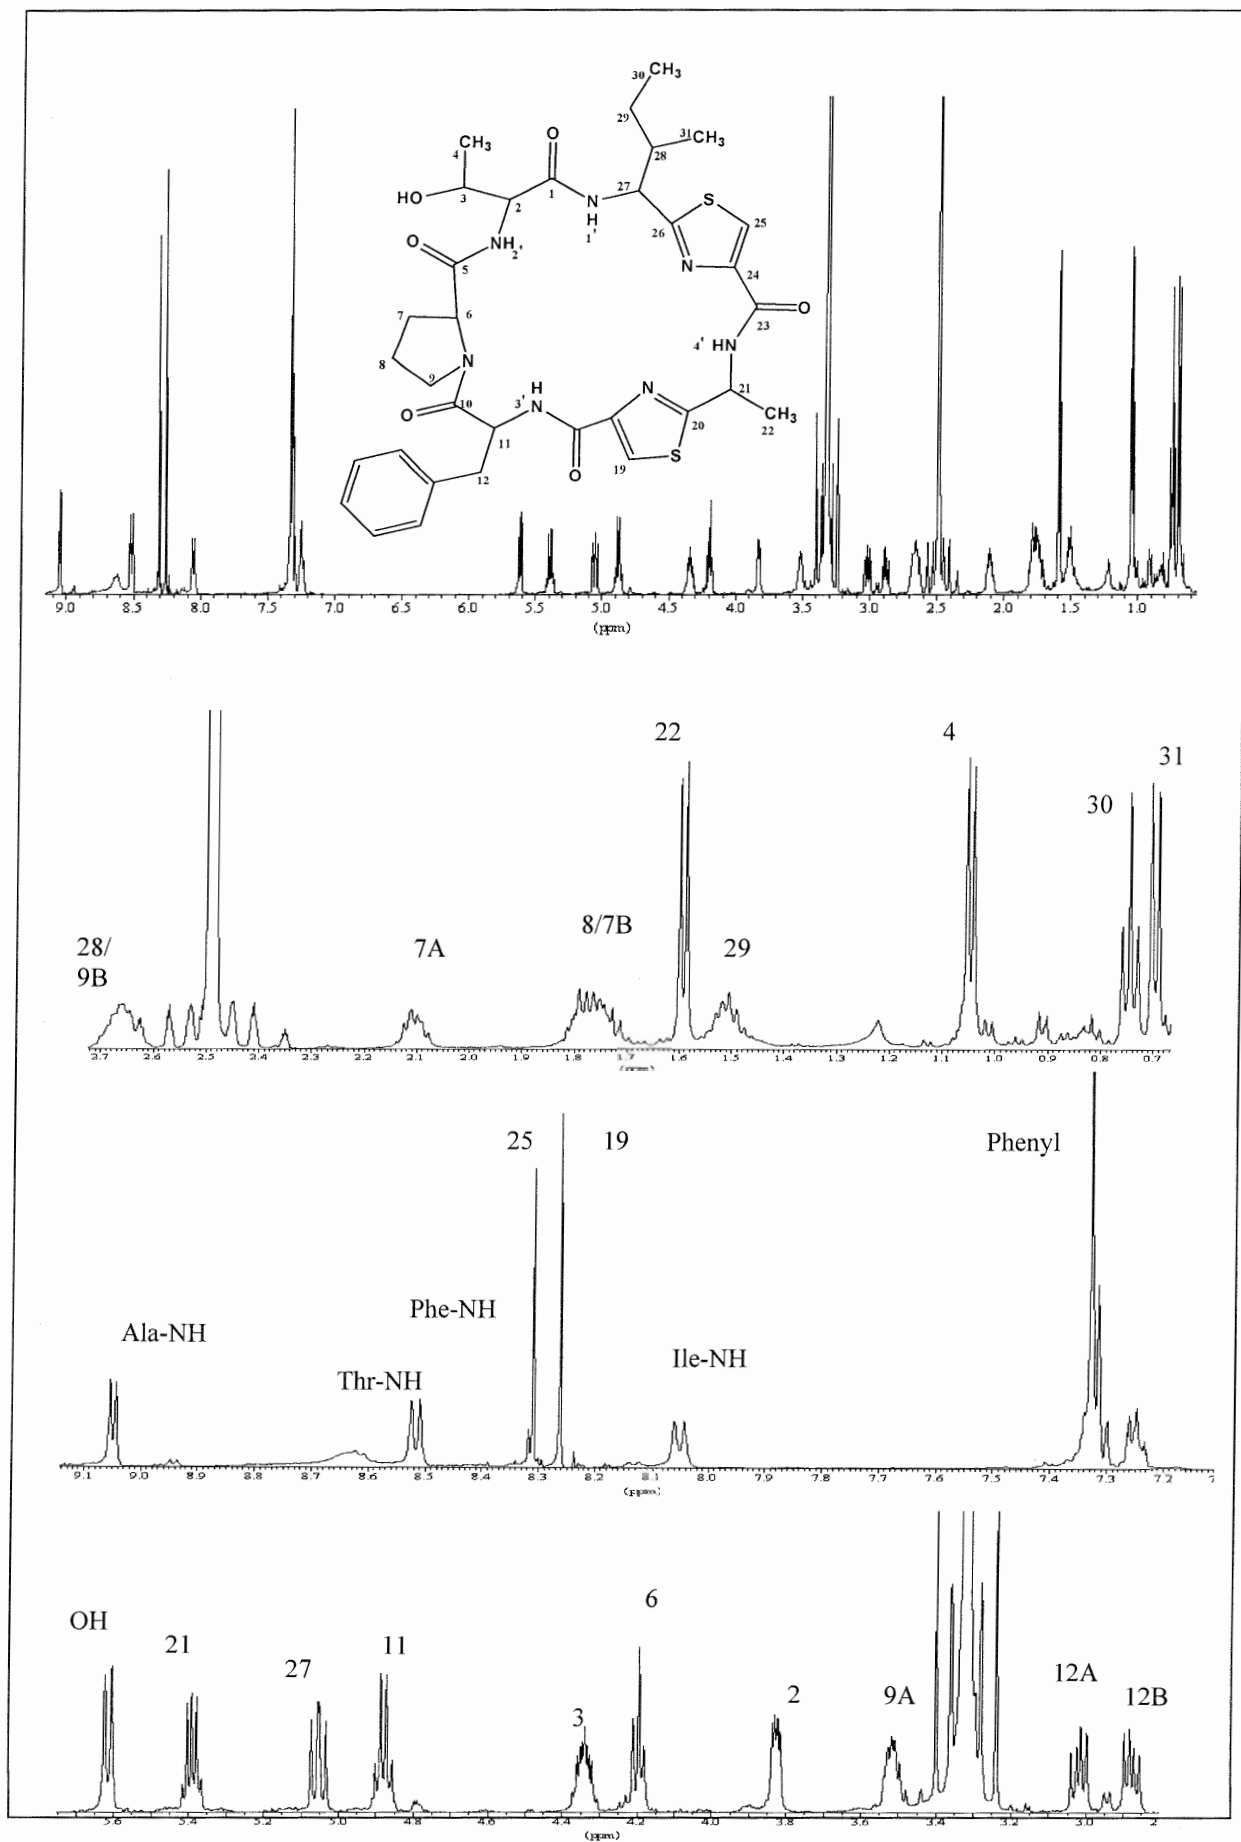 30 CH₃
29
31 CH₃
28
CH₃
4
O
HO
3
2
1
N
H
1'
27
S
25
26
N
24
O
NH
2'
O
5
7
6
8
9
N
23
O
4' HN
10
O
H
3' N
11
12
O
N
20
S
19
21
CH₃
22
9.0 8.5 8.0 7.5 7.0 6.5 6.0 5.5 5.0 4.5 4.0 3.5 3.0 2.5 2.0 1.5 1.0
(ppm)
22
4
31
30
8/7B
28/
9B
7A
29
2.7 2.6 2.5 2.4 2.3 2.2 2.1 2.0 1.9 1.8 1.7 1.6 1.5 1.4 1.3 1.2 1.1 1.0 0.9 0.8 0.7
(ppm)
25
19
Phenyl
Phe-NH
Ala-NH
Ile-NH
Thr-NH
9.1 9.0 8.9 8.8 8.7 8.6 8.5 8.4 8.3 8.2 8.1 8.0 7.9 7.8 7.7 7.6 7.5 7.4 7.3 7.2
(ppm)
6
OH
21
27
11
3
2
9A
12A
12B
5.6 5.4 5.2 5.0 4.8 4.6 4.4 4.2 4.0 3.8 3.6 3.4 3.2 3.0 2
(ppm)